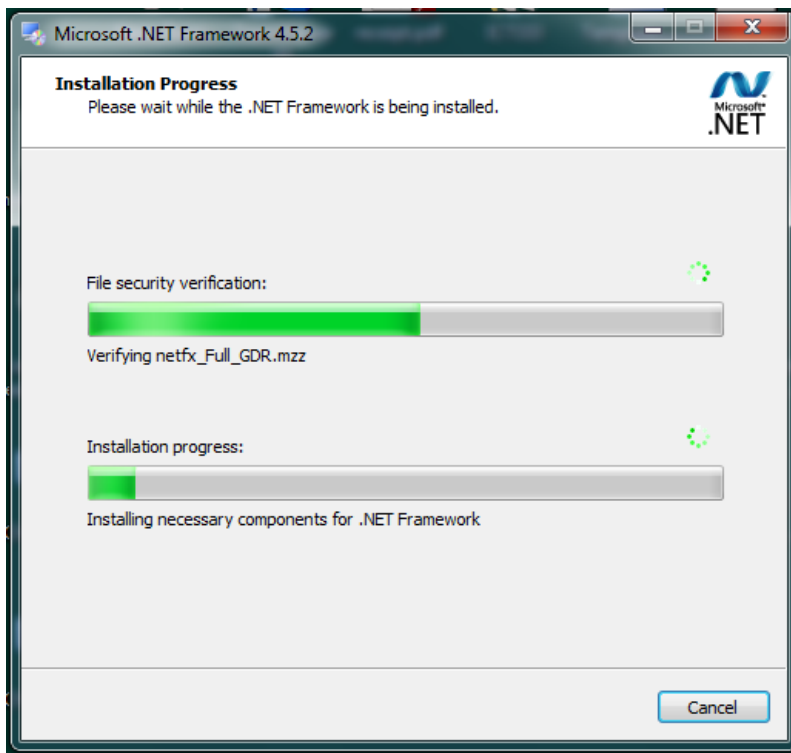 Microsoft .NET Framework 4.5.2
Installation Progress
Please wait while the .NET Framework is being installed.
Microsoft
.NET
File security verification:
Verifying netfx_Full_GDR.mzz
Installation progress:
Installing necessary components for .NET Framework
Cancel